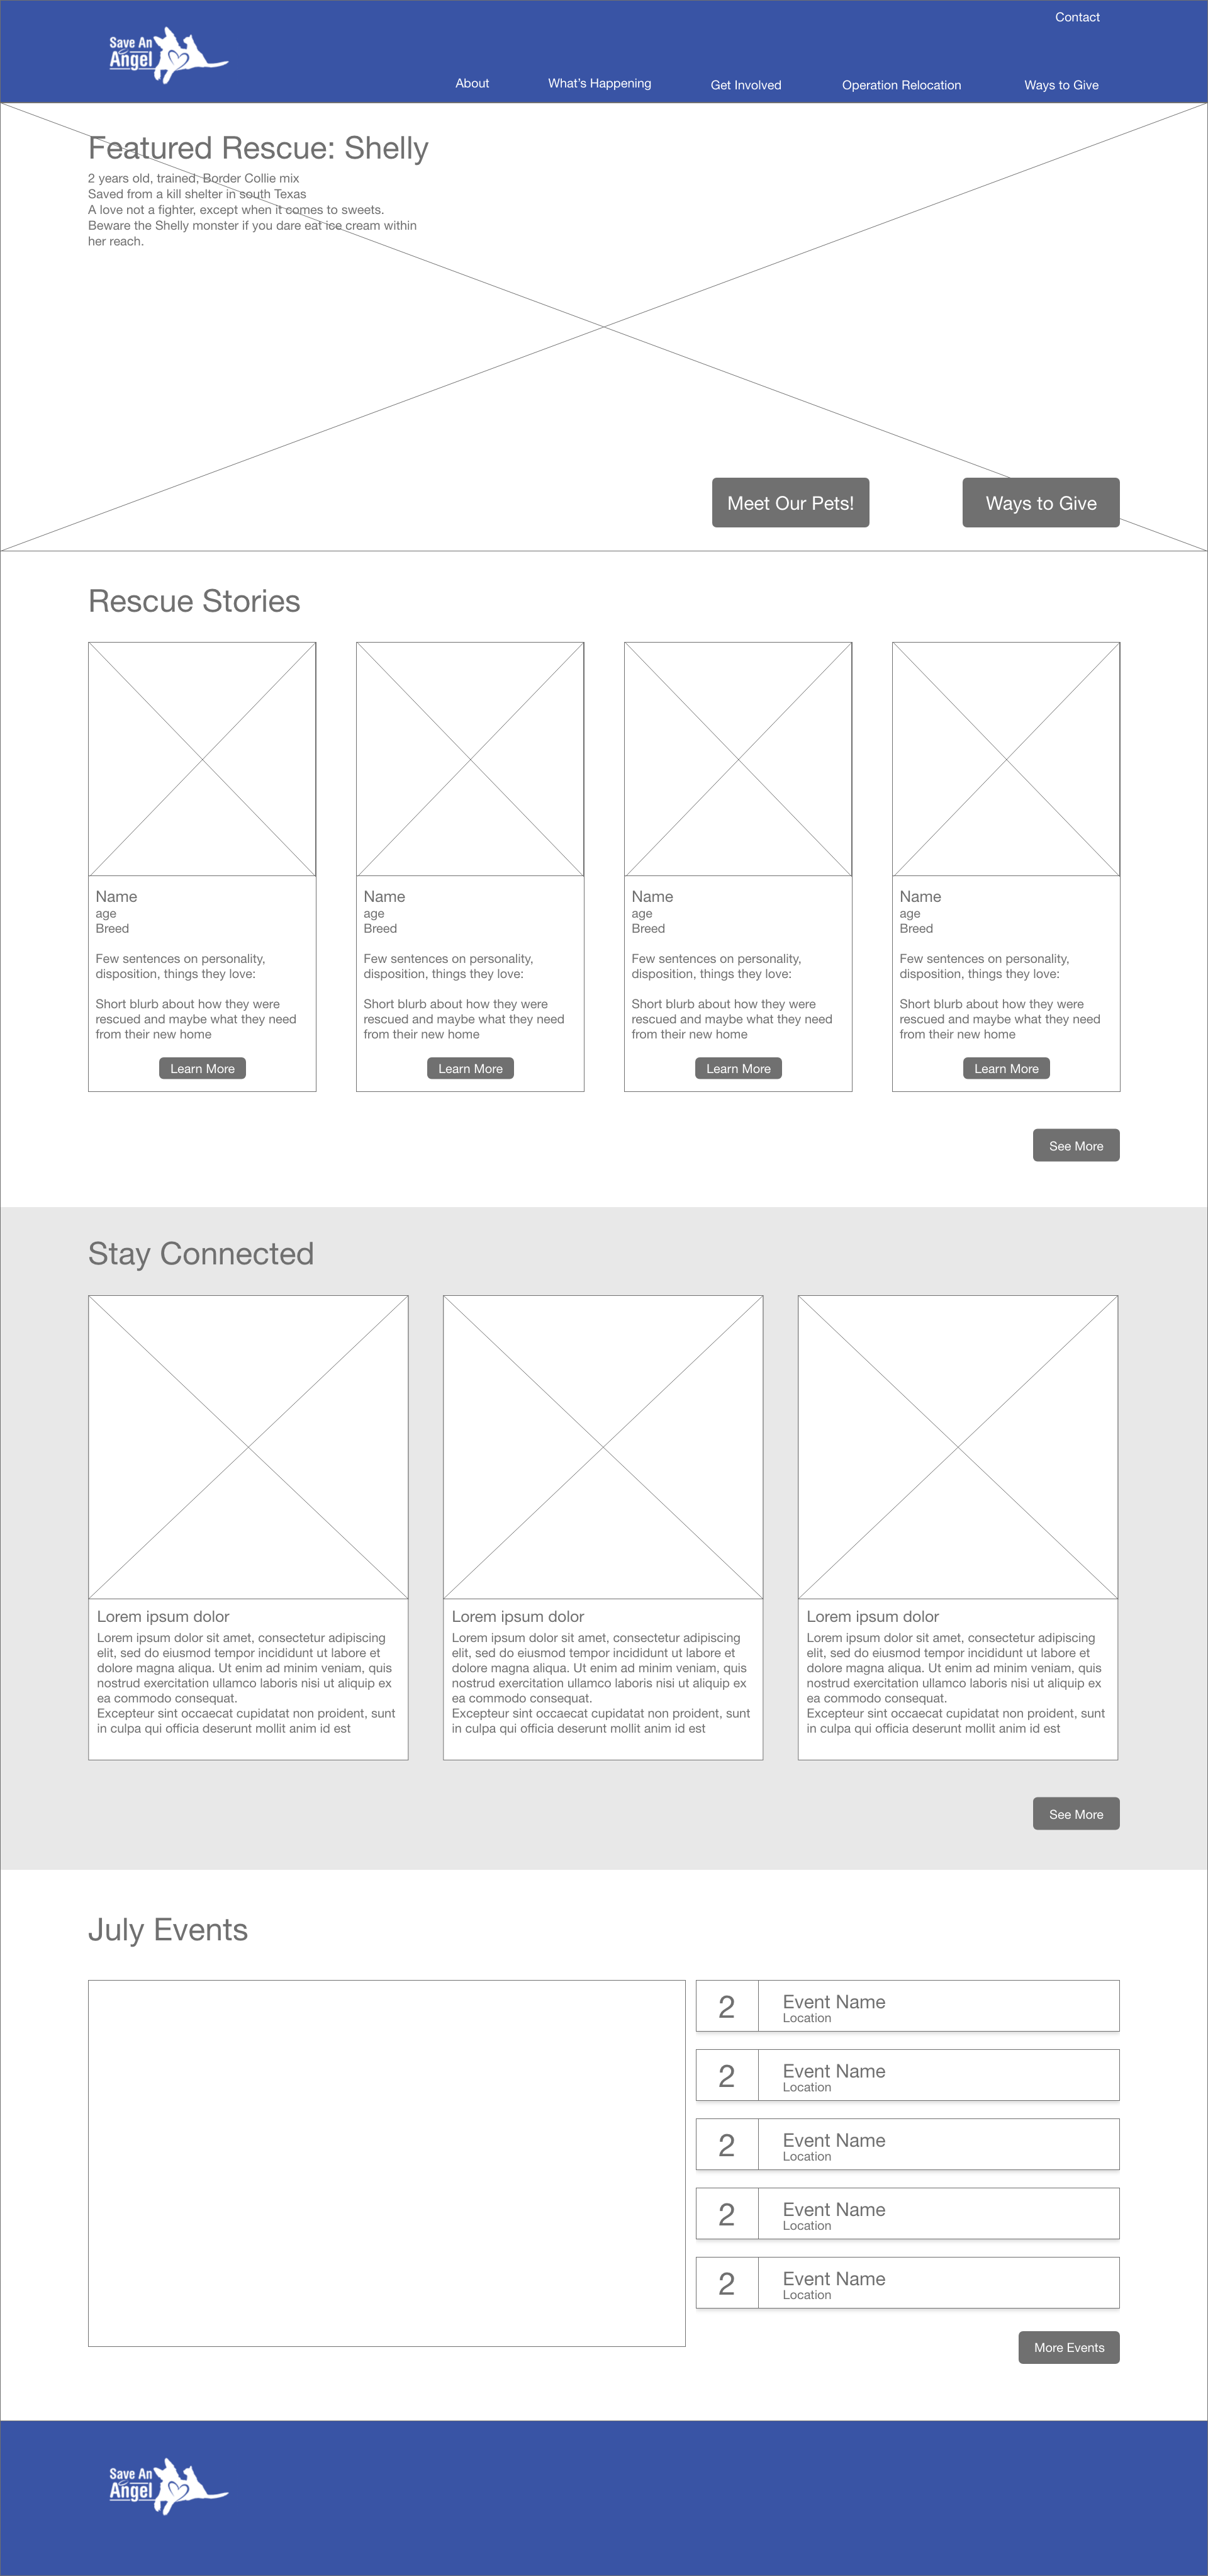 Contact
Save An
Angel
About
What's Happening
Get Involved
Operation Relocation
Ways to Give
Featured Rescue: Shelly
2 years old, trained, Border Collie mix
Saved from a kill shelter in south Texas
A love not a fighter, except when it comes to sweets.
Beware the Shelly monster if you dare eat ice cream within
her reach.
Meet Our Pets!
Ways to Give
Rescue Stories
Name
age
Breed
Few sentences on personality,
disposition, things they love:
Short blurb about how they were
rescued and maybe what they need
from their new home
Learn More
Name
age
Breed
Few sentences on personality,
disposition, things they love:
Short blurb about how they were
rescued and maybe what they need
from their new home
Learn More
Name
age
Breed
Few sentences on personality,
disposition, things they love:
Short blurb about how they were
rescued and maybe what they need
from their new home
Learn More
Name
age
Breed
Few sentences on personality,
disposition, things they love:
Short blurb about how they were
rescued and maybe what they need
from their new home
Learn More
See More
Stay Connected
Lorem ipsum dolor
Lorem ipsum dolor sit amet, consectetur adipiscing
elit, sed do eiusmod tempor incididunt ut labore et
dolore magna aliqua. Ut enim ad minim veniam, quis
nostrud exercitation ullamco laboris nisi ut aliquip ex
ea commodo consequat.
Excepteur sint occaecat cupidatat non proident, sunt
in culpa qui officia deserunt mollit anim id est
Lorem ipsum dolor
Lorem ipsum dolor sit amet, consectetur adipiscing
elit, sed do eiusmod tempor incididunt ut labore et
dolore magna aliqua. Ut enim ad minim veniam, quis
nostrud exercitation ullamco laboris nisi ut aliquip ex
ea commodo consequat.
Excepteur sint occaecat cupidatat non proident, sunt
in culpa qui officia deserunt mollit anim id est
Lorem ipsum dolor
Lorem ipsum dolor sit amet, consectetur adipiscing
elit, sed do eiusmod tempor incididunt ut labore et
dolore magna aliqua. Ut enim ad minim veniam, quis
nostrud exercitation ullamco laboris nisi ut aliquip ex
ea commodo consequat.
Excepteur sint occaecat cupidatat non proident, sunt
in culpa qui officia deserunt mollit anim id est
See More
July Events
2
Event Name
Location
2
Event Name
Location
2
Event Name
Location
2
Event Name
Location
2
Event Name
Location
More Events
Save An
Angel